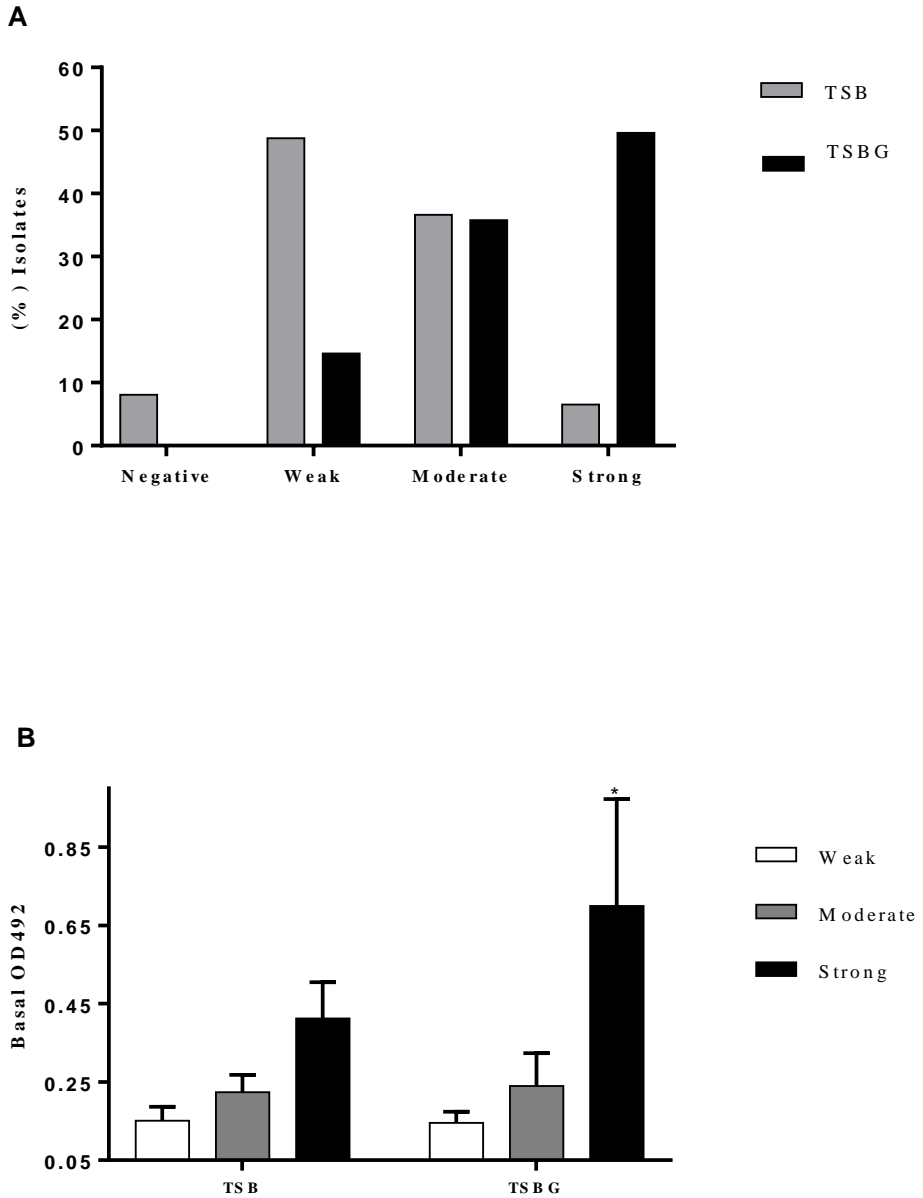 A
(%) Isolates
60
50
40
30
20
10
0
Negative Weak Moderate Strong
TSB
TSBG
B
Basal OD492
0.85
0.65
0.45
0.25
0.05
*
TSB TSBG
Weak
Moderate
Strong